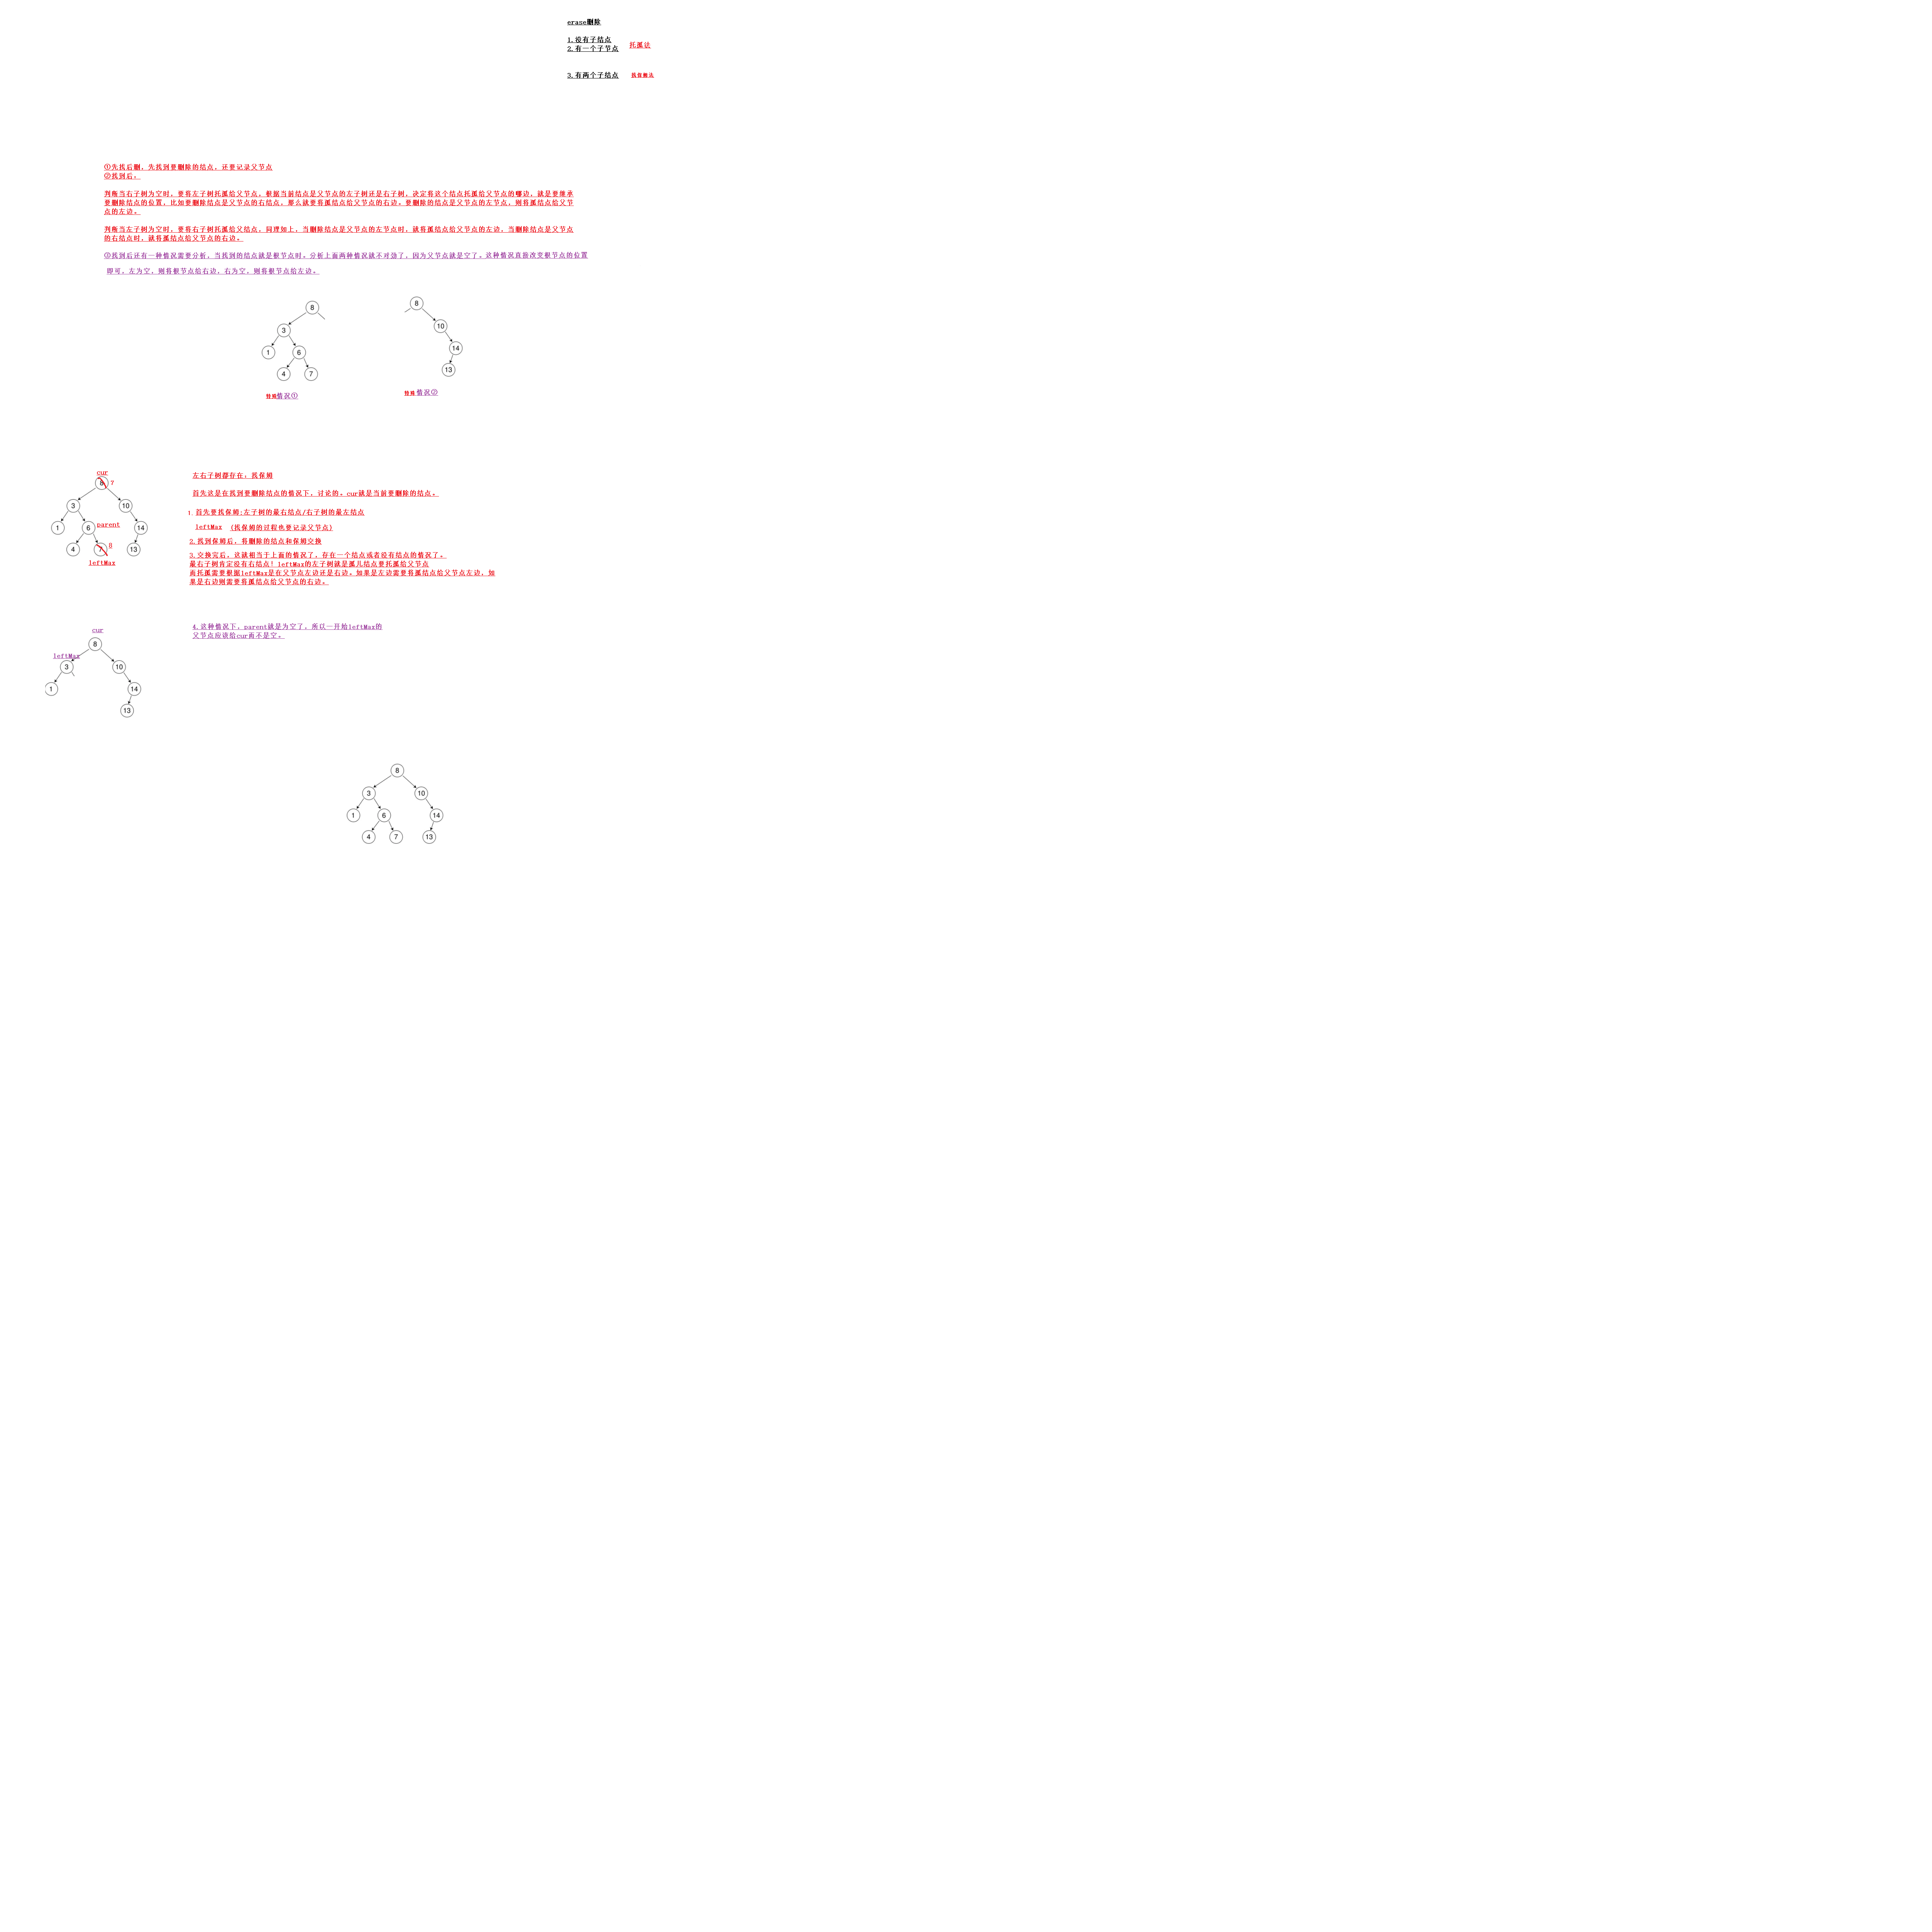 erase删除
1.没有子结点
2.有一个子节点
托孤法
3.有两个子结点
找保姆法
①先找后删，先找到要删除的结点，还要记录父节点
②找到后，
判断当右子树为空时，要将左子树托孤给父节点，根据当前结点是父节点的左子树还是右子树，决定将这个结点托孤给父节点的哪边，就是要继承
要删除结点的位置，比如要删除结点是父节点的右结点，那么就要将孤结点给父节点的右边。要删除的结点是父节点的左节点，则将孤结点给父节
点的左边。
判断当左子树为空时，要将右子树托孤给父结点，同理如上，当删除结点是父节点的左节点时，就将孤结点给父节点的左边，当删除结点是父节点
的右结点时，就将孤结点给父节点的右边。
③找到后还有一种情况需要分析，当找到的结点就是根节点时。分析上面两种情况就不对劲了，因为父节点就是空了。这种情况直接改变根节点的位置
即可。左为空，则将根节点给右边，右为空，则将根节点给左边。
8
3
1
6
4
7
特殊情况①
8
10
14
13
特殊情况②
cur
8
7
3
10
1
6
parent
14
4
7
8
13
leftMax
左右子树都存在，找保姆
首先这是在找到要删除结点的情况下，讨论的。cur就是当前要删除的结点。
1.首先要找保姆:左子树的最右结点/右子树的最左结点
leftMax (找保姆的过程也要记录父节点)
2.找到保姆后，将删除的结点和保姆交换
3.交换完后，这就相当于上面的情况了，存在一个结点或者没有结点的情况了。
最右子树肯定没有右结点！leftMax的左子树就是孤儿结点要托孤给父节点
而托孤需要根据leftMax是在父节点左边还是右边。如果是左边需要将孤结点给父节点左边，如
果是右边则需要将孤结点给父节点的右边。
cur
8
leftMax
3
10
1
14
13
4.这种情况下，parent就是为空了，所以一开始leftMax的
父节点应该给cur而不是空。
8
3
10
1
6
14
4
7
13